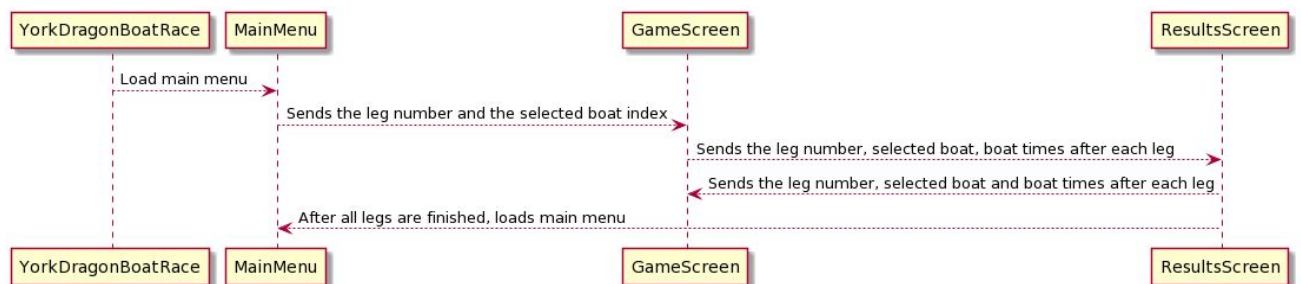 YorkDragonBoatRace MainMenu GameScreen ResultsScreen
Load main menu
Sends the leg number and the selected boat index
Sends the leg number, selected boat, boat times after each leg
Sends the leg number, selected boat and boat times after each leg
After all legs are finished, loads main menu
YorkDragonBoatRace MainMenu GameScreen ResultsScreen